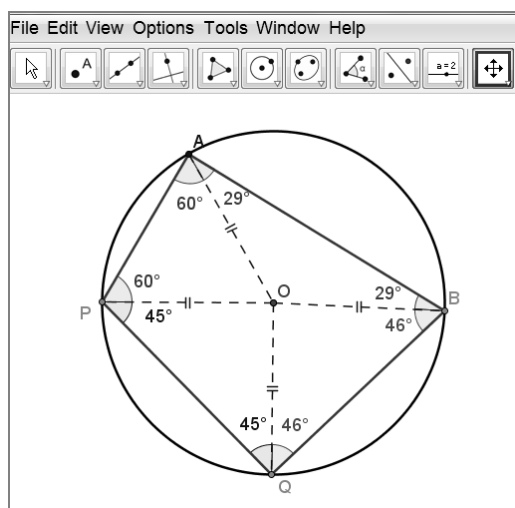 File Edit View Options Tools Window Help
A
α
a = 2
A
60° 29°
60°
P
45°
O
29°
B
46°
45° 46°
Q